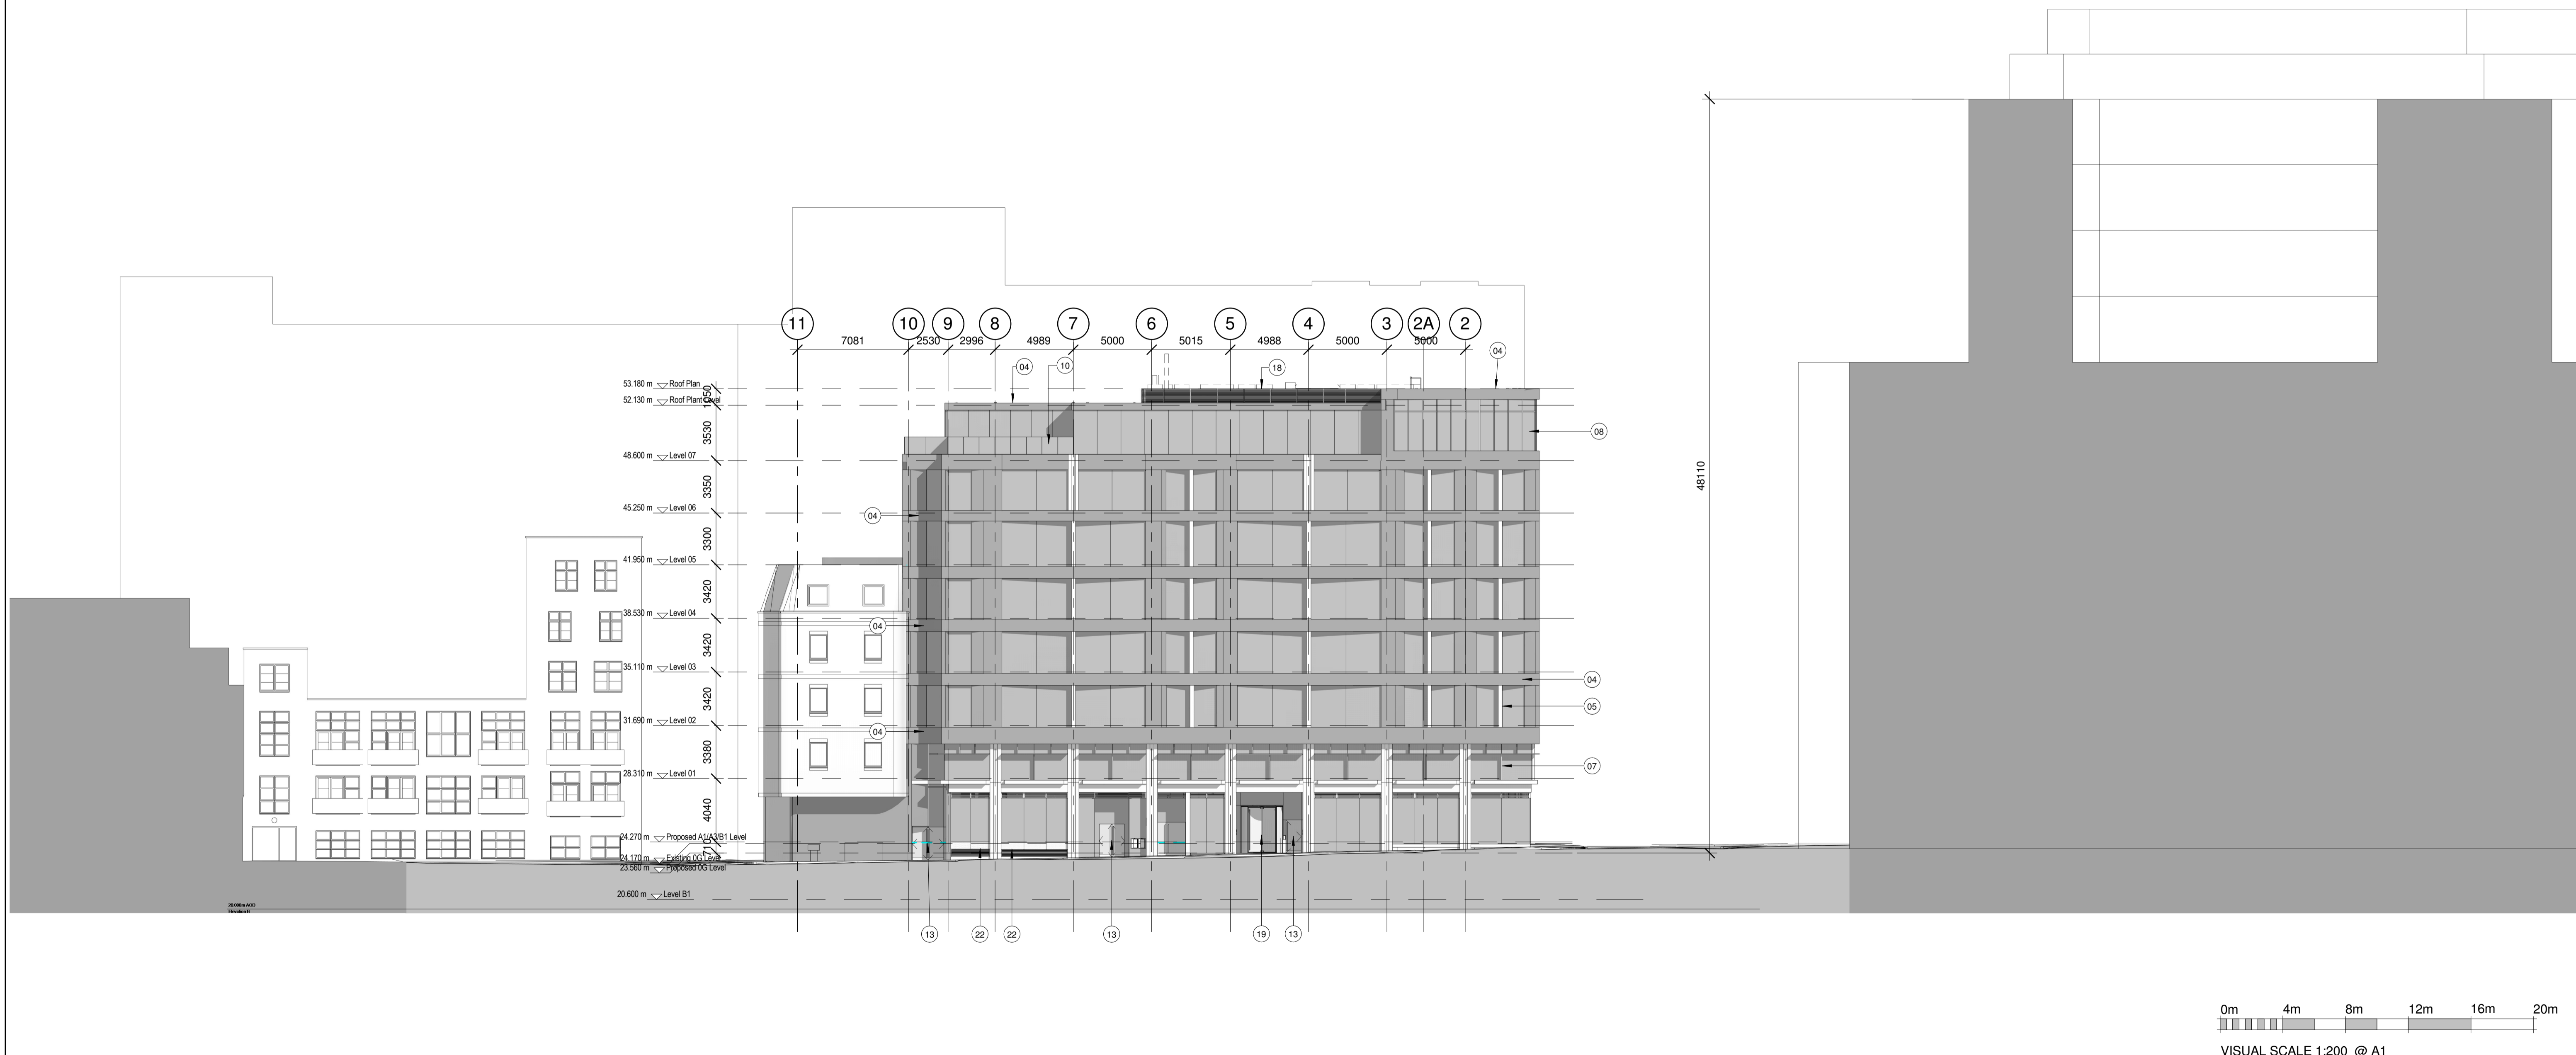 11 10 9 8 7 6 5 4 3 2A 2
7081 2530 2996 4989 5000 5015 4988 5000 5000
04
04
10
18
53.180 m Roof Plan
1050
52.130 m Roof Plant Level
3530
08
48.600 m Level 07
48110
3350
45.250 m Level 06
04
3300
41.950 m Level 05
3420
38.530 m Level 04
04
3420
35.110 m Level 03
04
3420
05
31.690 m Level 02
04
3380
07
28.310 m Level 01
4040
24.270 m Proposed A1/A3/B1 Level
710
24.170 m Existing 0G Level
23.560 m Proposed 0G Level
20.600 m Level B1
20.000m AOD
Elevation B
13 22 22 13 19 13
0m 4m 8m 12m 16m 20m
VISUAL SCALE 1:200 @ A1